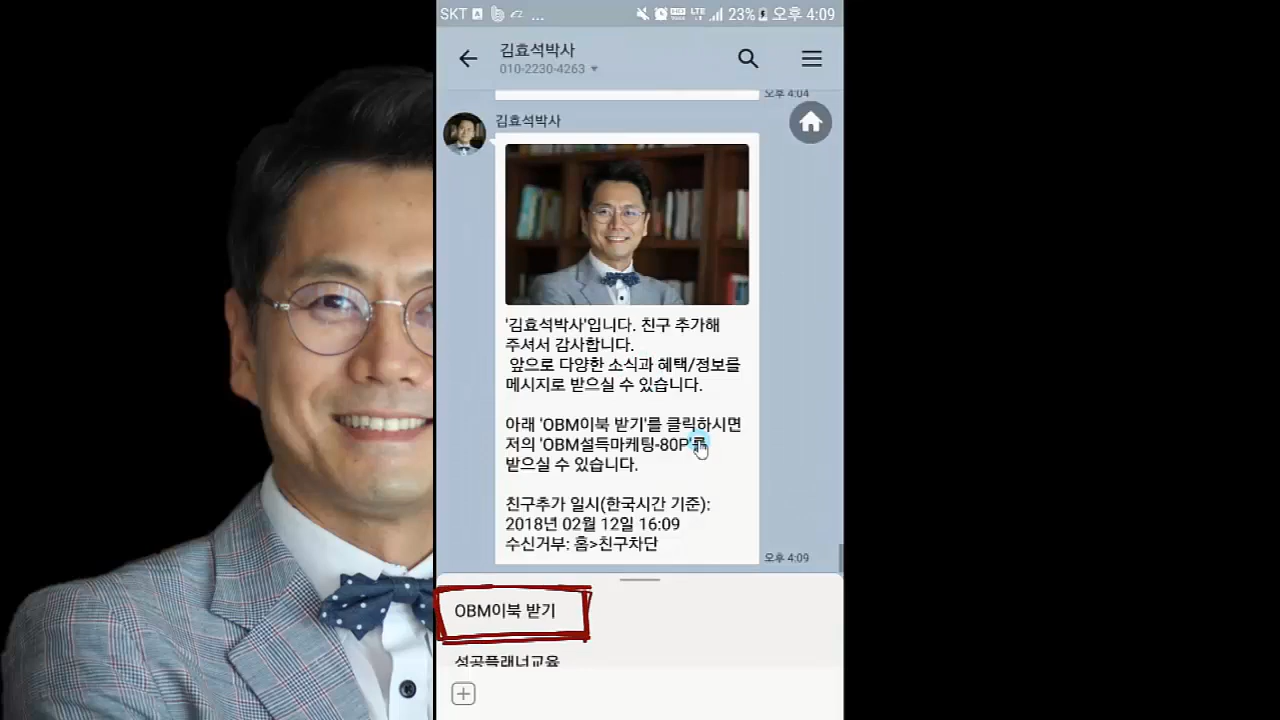 SKT
...
LTE
23%
오후 4:09
김효석박사
010-2230-4263
오후 4:04
김효석박사
'김효석박사'입니다. 친구 추가해
주셔서 감사합니다.
앞으로 다양한 소식과 혜택/정보를
메시지로 받으실 수 있습니다.
아래 'OBM이북 받기'를 클릭하시면
저의 'OBM설득마케팅-80P'를
받으실 수 있습니다.
친구추가 일시(한국시간 기준):
2018년 02월 12일 16:09
수신거부: 홈>친구차단
오후 4:09
OBM이북 받기
성공플래너교육